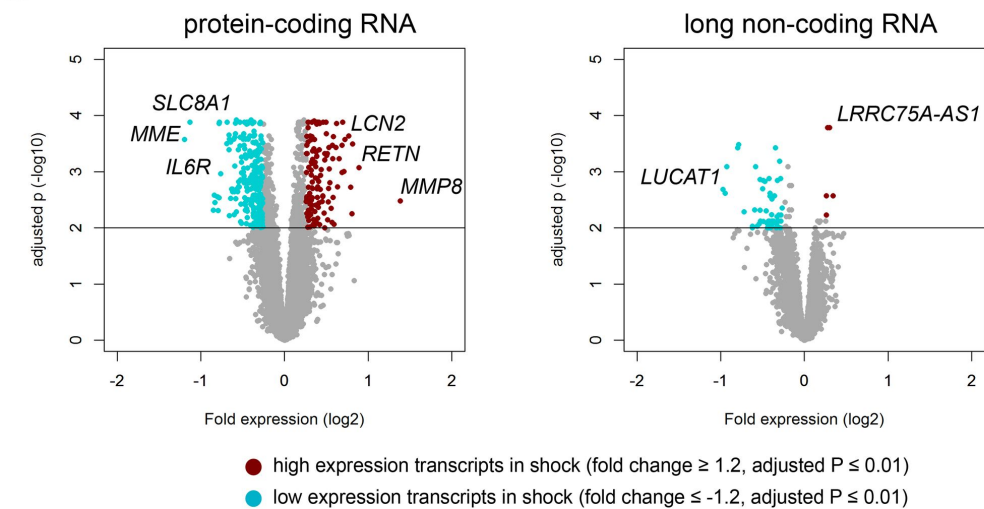 protein-coding RNA
5
4
3
2
1
0
adjusted p (-log10)
SLC8A1
MME
IL6R
LCN2
RETN
MMP8
-2 -1 0 1 2
Fold expression (log2)
long non-coding RNA
5
4
3
2
1
0
adjusted p (-log10)
LRRC75A-AS1
LUCAT1
-2 -1 0 1 2
Fold expression (log2)
high expression transcripts in shock (fold change ≥ 1.2, adjusted P ≤ 0.01)
low expression transcripts in shock (fold change ≤ -1.2, adjusted P ≤ 0.01)